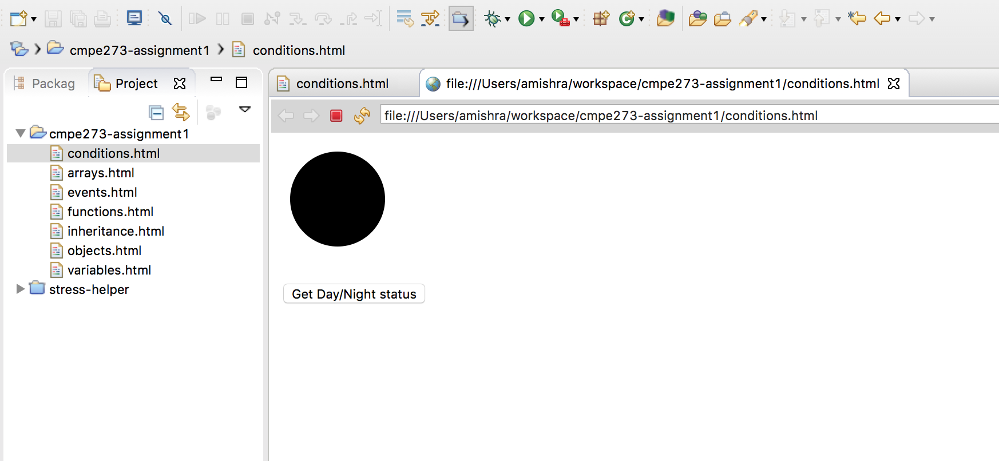 cmpe273-assignment1 conditions.html
Packag Project
conditions.html file:///Users/amishra/workspace/cmpe273-assignment1/conditions.html
file:///Users/amishra/workspace/cmpe273-assignment1/conditions.html
cmpe273-assignment1
conditions.html
arrays.html
events.html
functions.html
inheritance.html
objects.html
variables.html
stress-helper
Get Day/Night status